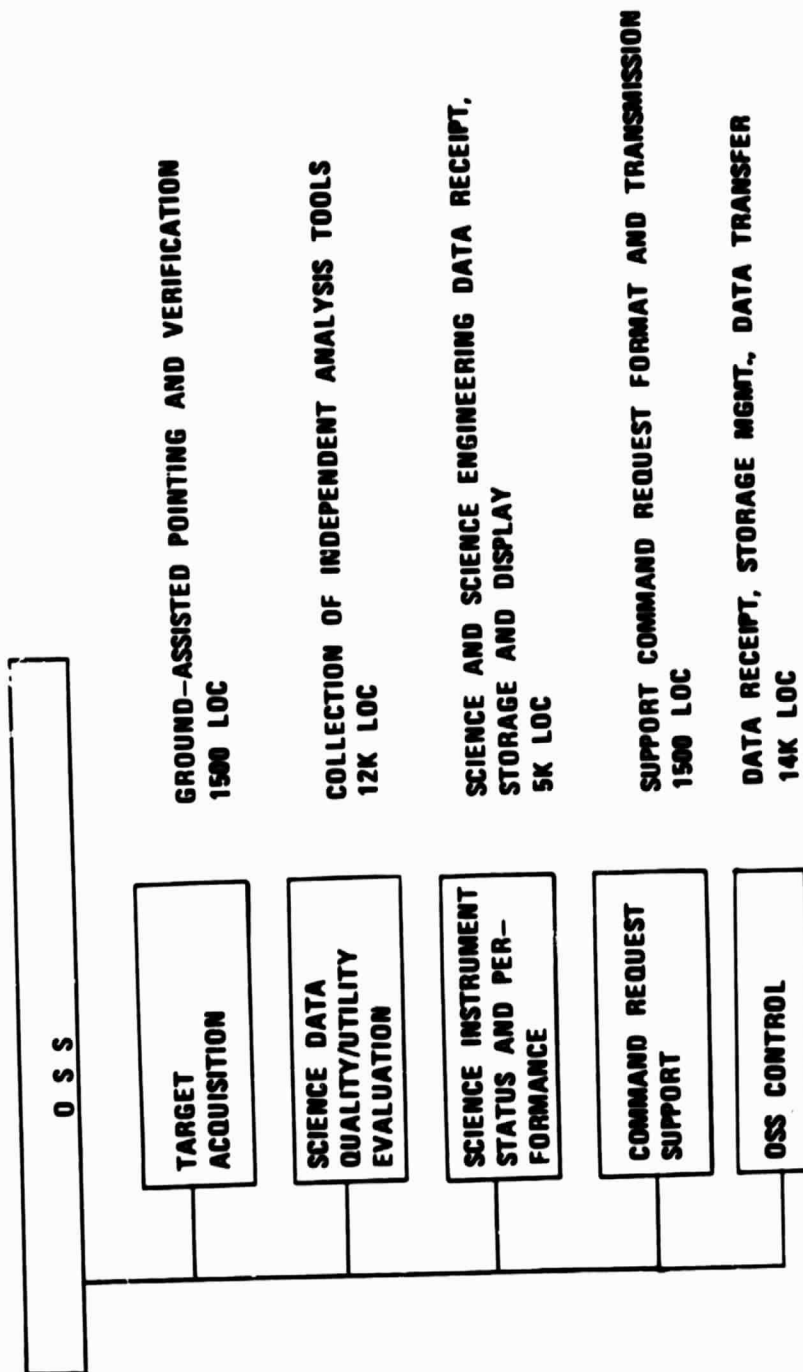 O S S
TARGET
ACQUISITION
GROUND-ASSISTED POINTING AND VERIFICATION
1500 LOC
SCIENCE DATA
QUALITY/UTILITY
EVALUATION
COLLECTION OF INDEPENDENT ANALYSIS TOOLS
12K LOC
SCIENCE INSTRUMENT
STATUS AND PER-
FORMANCE
SCIENCE AND SCIENCE ENGINEERING DATA RECEIPT,
STORAGE AND DISPLAY
5K LOC
COMMAND REQUEST
SUPPORT
SUPPORT COMMAND REQUEST FORMAT AND TRANSMISSION
1500 LOC
OSS CONTROL
DATA RECEIPT, STORAGE MGMT., DATA TRANSFER
14K LOC